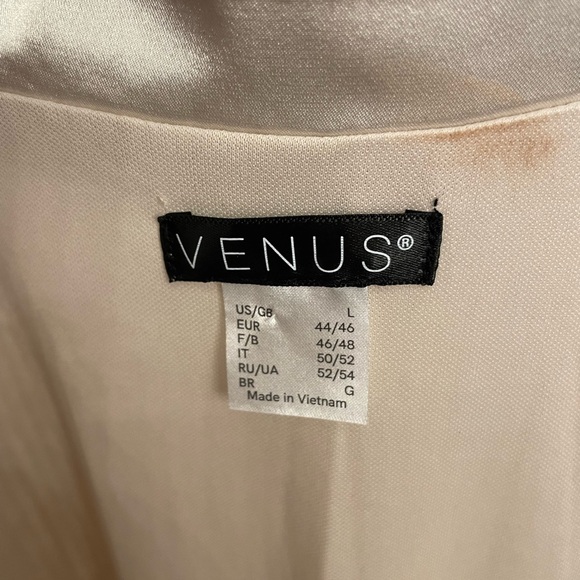 VENUS®
US/GB L
EUR 44/46
F/B 46/48
IT 50/52
RU/UA 52/54
BR G
Made in Vietnam